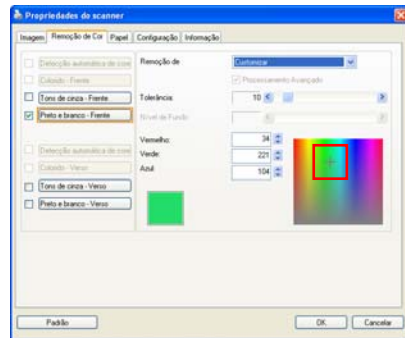 Propriedades do scanner
Imagem Remoção de Cor Papel Configuração Informação
Detecção automática de core
Colorido - Frente
Tons de cinza - Frente
Preto e branco - Frente
Detecção automática de core
Colorido - Verso
Tons de cinza - Verso
Preto e branco - Verso
Remoção de
Customizar
Processamento Avançado
Tolerância
10
Nível de Fundo
Vermelho:
34
Verde:
221
Azul
104
Padrão
OK
Cancelar